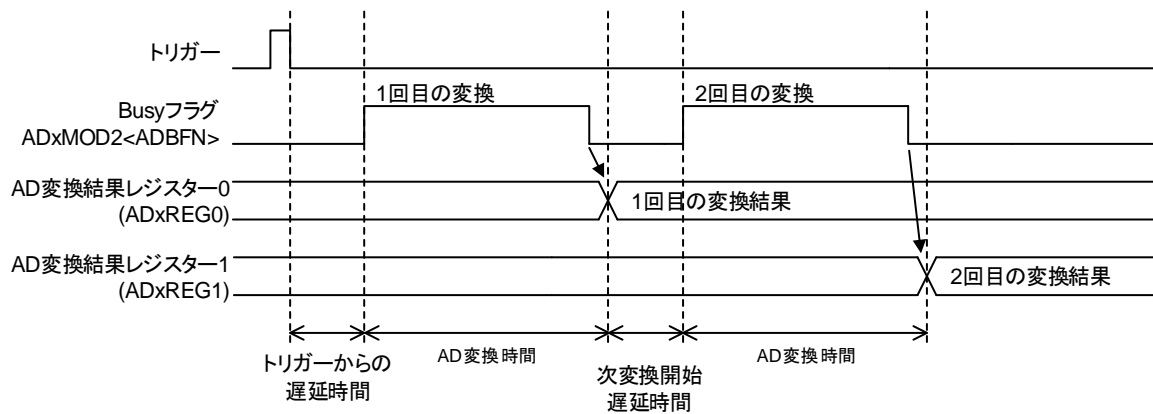 トリガー
Busyフラグ
ADxMOD2<ADBFN>
1回目の変換
2回目の変換
AD変換結果レジスター0
(ADxREG0)
1回目の変換結果
AD変換結果レジスター1
(ADxREG1)
2回目の変換結果
トリガーからの
遅延時間
AD変換時間
次変換開始
遅延時間
AD変換時間